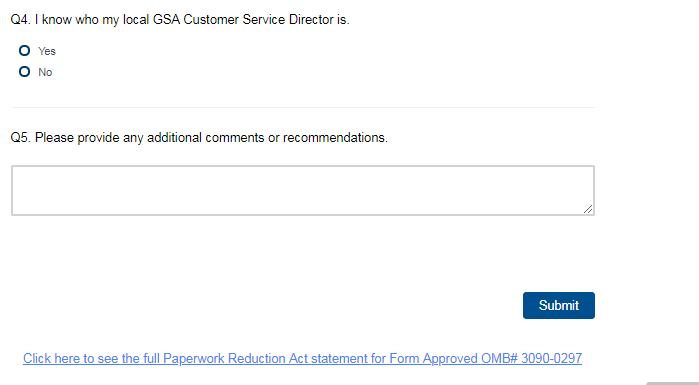 Q4. I know who my local GSA Customer Service Director is.
Yes
No
Q5. Please provide any additional comments or recommendations.
Submit
Click here to see the full Paperwork Reduction Act statement for Form Approved OMB# 3090-0297